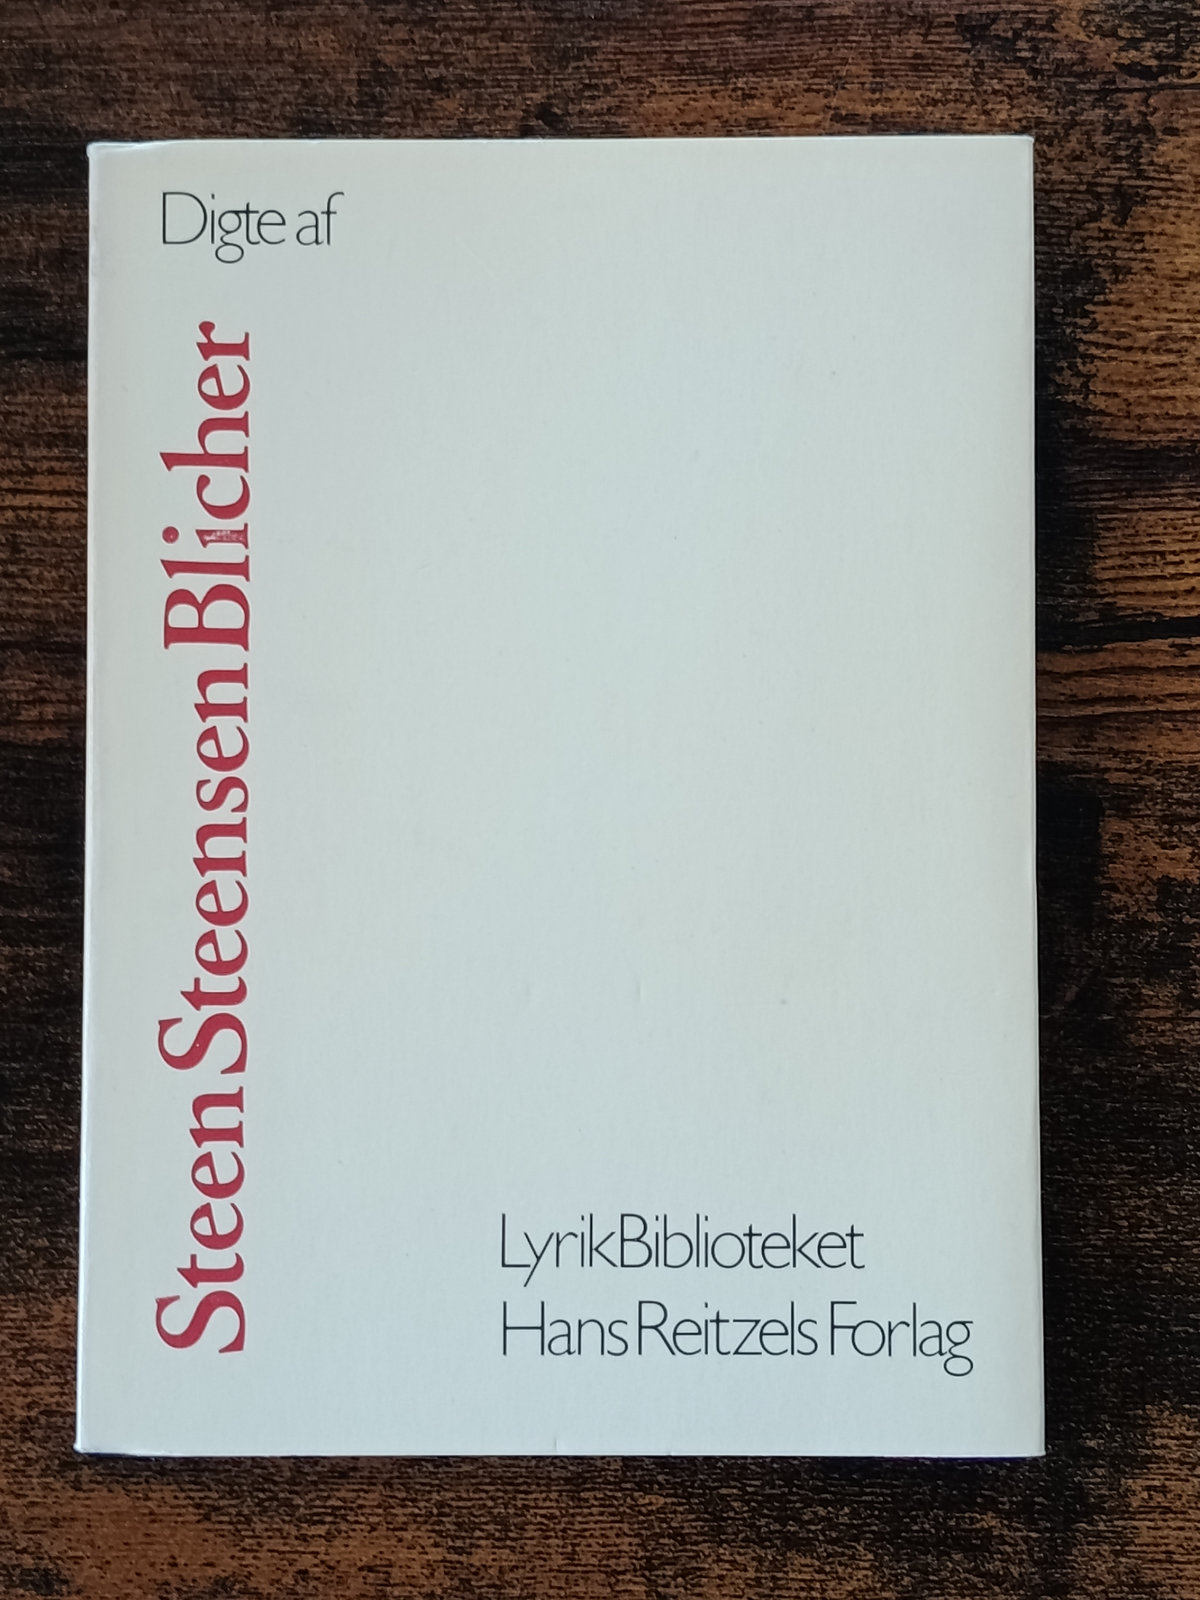 Digte af
Steen Steensen Blicher
LyrikBiblioteket
Hans Reitzels Forlag